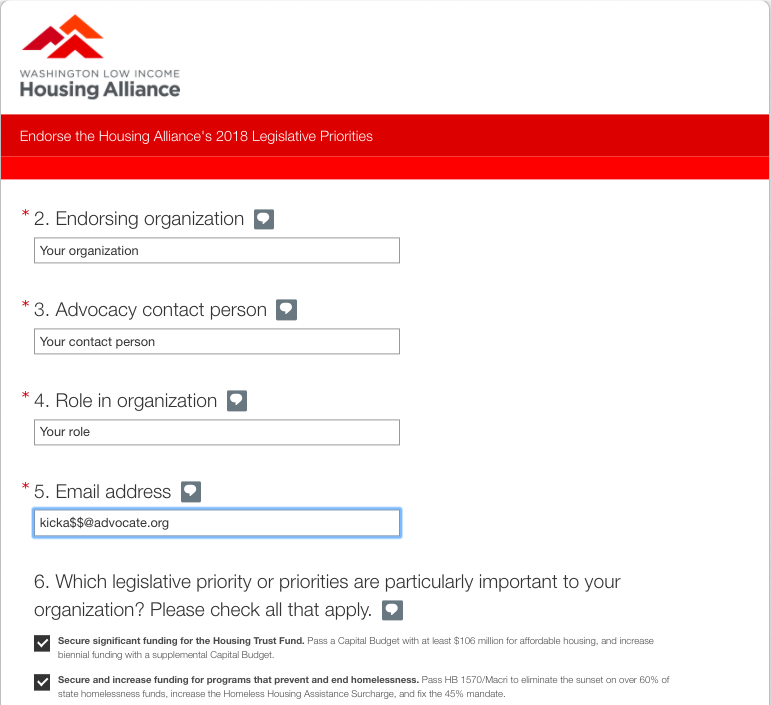 WASHINGTON LOW INCOME
Housing Alliance
Endorse the Housing Alliance's 2018 Legislative Priorities
* 2. Endorsing organization
Your organization
* 3. Advocacy contact person
Your contact person
* 4. Role in organization
Your role
* 5. Email address
kicka$$@advocate.org
6. Which legislative priority or priorities are particularly important to your
organization? Please check all that apply.
Secure significant funding for the Housing Trust Fund. Pass a Capital Budget with at least $106 million for affordable housing, and increase
biennial funding with a supplemental Capital Budget.
Secure and increase funding for programs that prevent and end homelessness. Pass HB 1570/Macri to eliminate the sunset on over 60% of
state homelessness funds, increase the Homeless Housing Assistance Surcharge, and fix the 45% mandate.